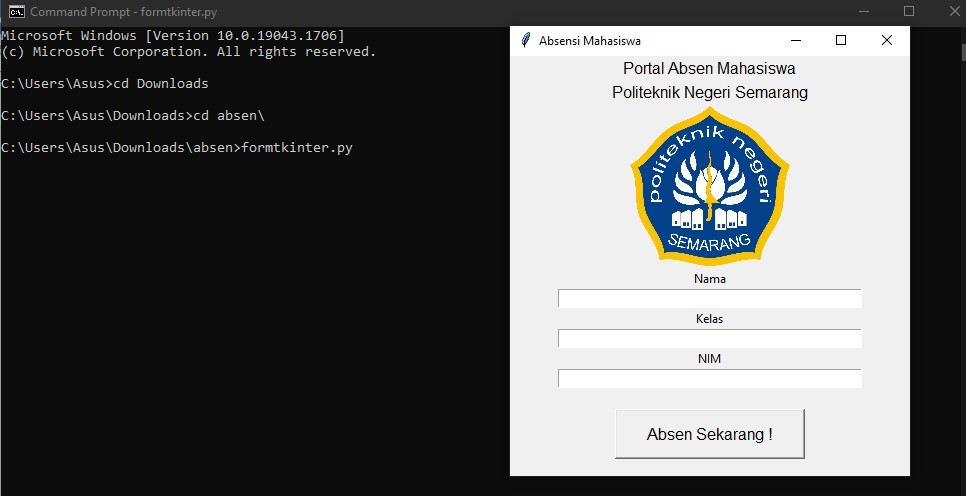 Command Prompt - formtkinter.py
Microsoft Windows [Version 10.0.19043.1706]
(c) Microsoft Corporation. All rights reserved.
C:\Users\Asus>cd Downloads
C:\Users\Asus\Downloads>cd absen\
C:\Users\Asus\Downloads\absen>formtkinter.py
Absensi Mahasiswa
Portal Absen Mahasiswa
Politeknik Negeri Semarang
politeknik negeri
SEMARANG
Nama
Kelas
NIM
Absen Sekarang !